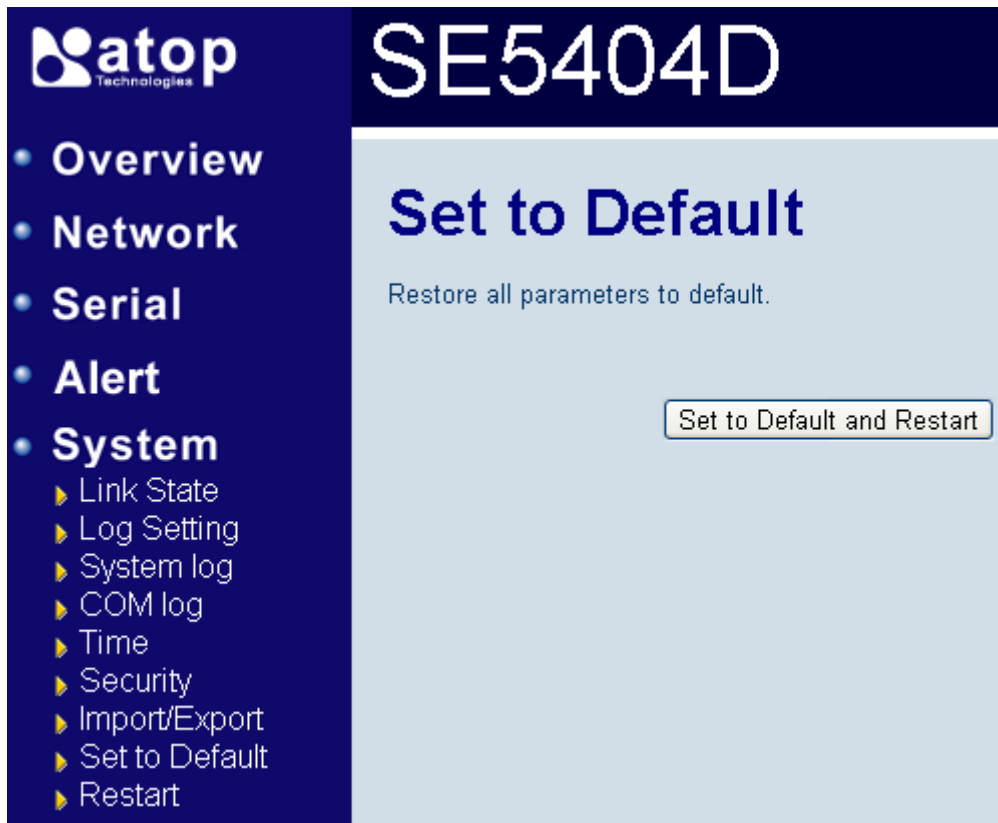 atop
Technologies
SE5404D
Overview
Network
Serial
Alert
System
Link State
Log Setting
System log
COM log
Time
Security
Import/Export
Set to Default
Restart
Set to Default
Restore all parameters to default.
Set to Default and Restart